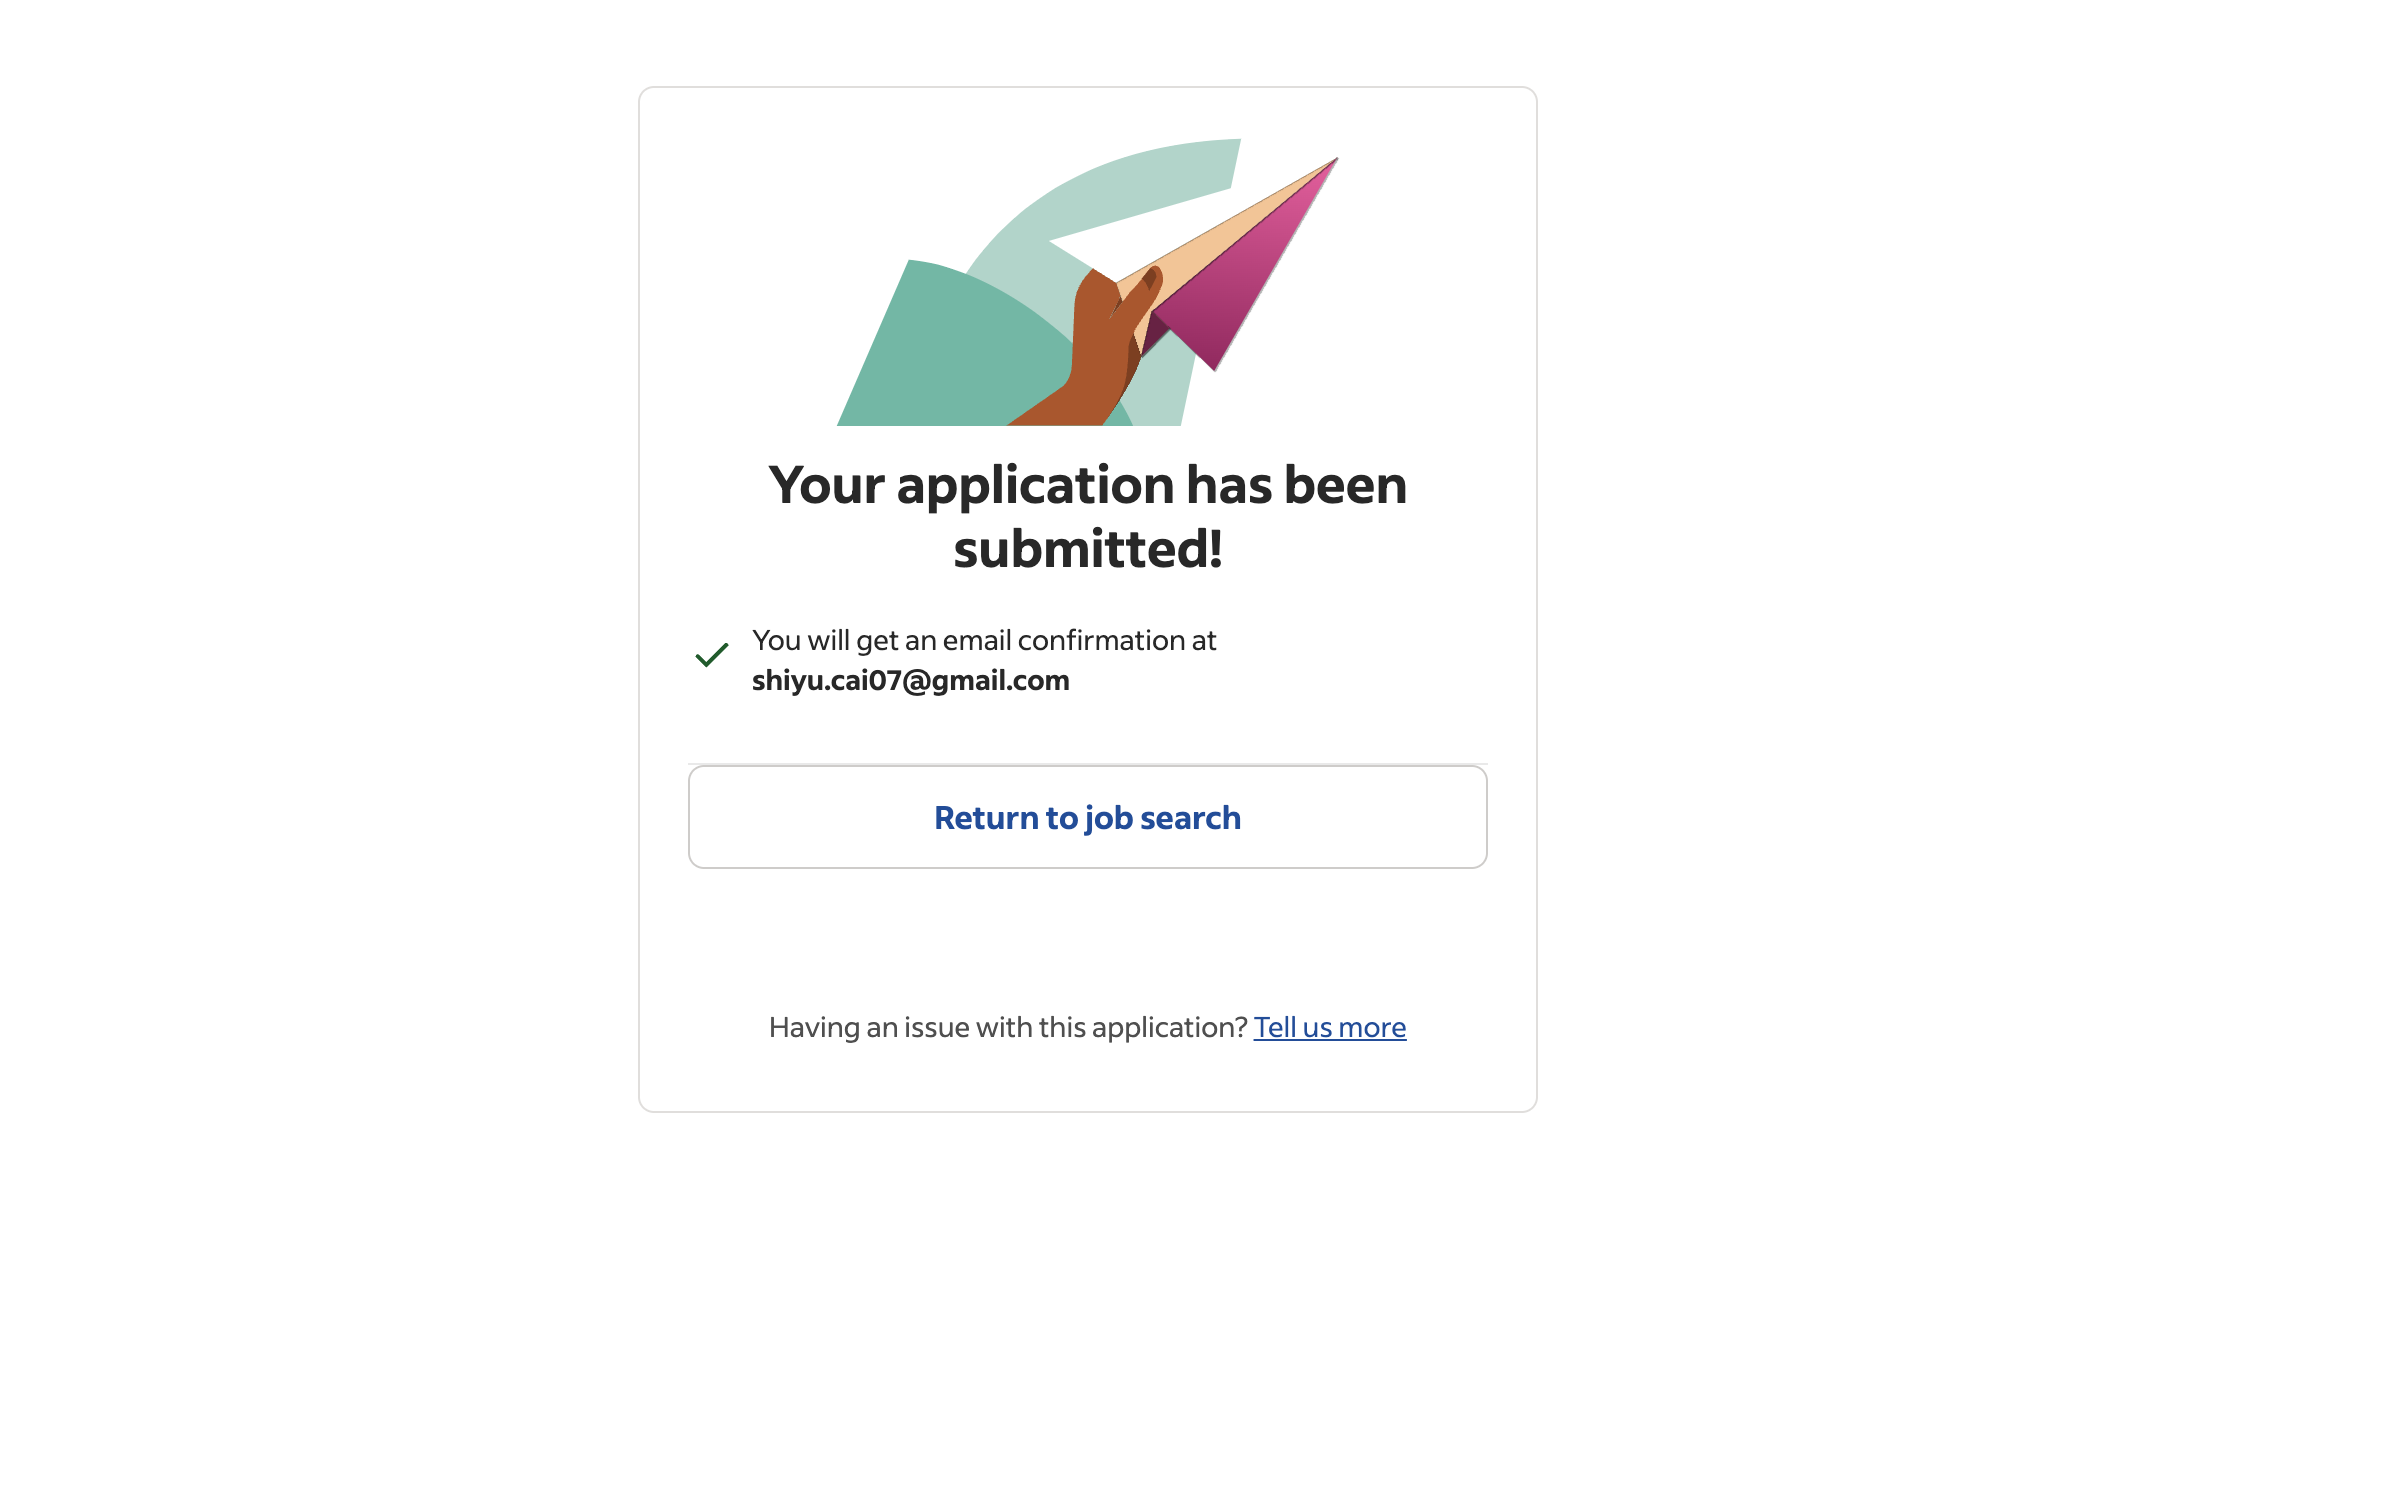 Your application has been
submitted!
You will get an email confirmation at
shiyu.cai07@gmail.com
Return to job search
Having an issue with this application? Tell us more